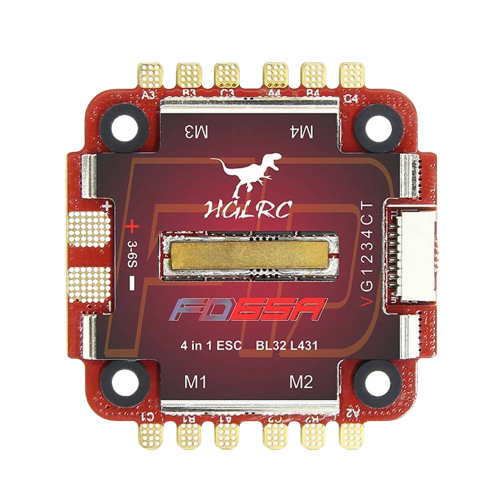 A3 B3 C3 A4 B4 C4
M3 M4
HGLRC
+
3-6S
−
VG1234CT
FD65A
4 in 1 ESC BL32 L431
M1 M2
C1 B1 A1 C2 A2